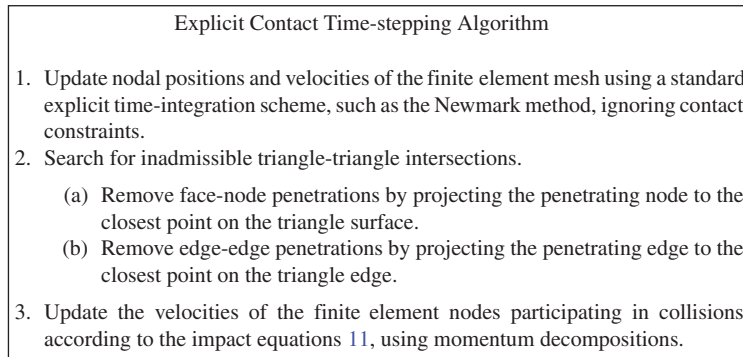 Explicit Contact Time-stepping Algorithm
1. Update nodal positions and velocities of the finite element mesh using a standard
explicit time-integration scheme, such as the Newmark method, ignoring contact
constraints.
2. Search for inadmissible triangle-triangle intersections.
(a) Remove face-node penetrations by projecting the penetrating node to the
closest point on the triangle surface.
(b) Remove edge-edge penetrations by projecting the penetrating edge to the
closest point on the triangle edge.
3. Update the velocities of the finite element nodes participating in collisions
according to the impact equations 11, using momentum decompositions.